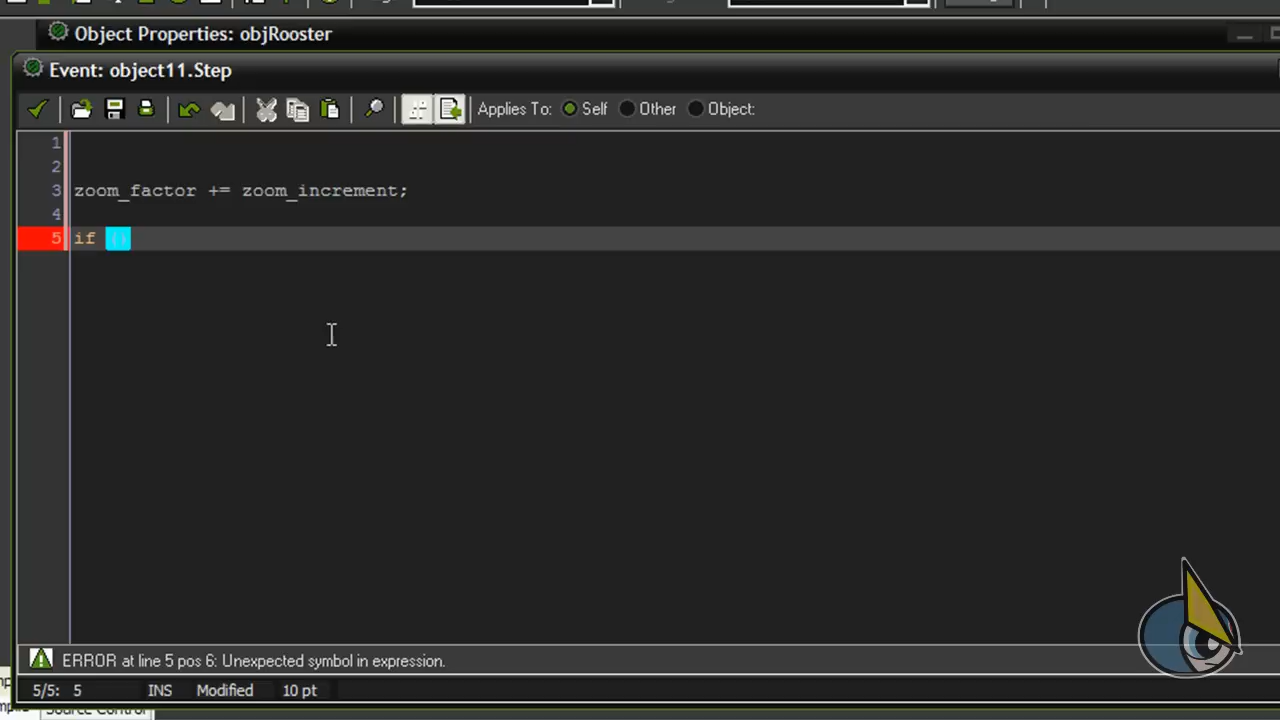 Object Properties: objRooster
Event: object11.Step
Applies To: Self Other Object:
1
2
3 zoom_factor += zoom_increment;
4
5 if ()
ERROR at line 5 pos 6: Unexpected symbol in expression.
5/5: 5 INS Modified 10 pt
Source Control